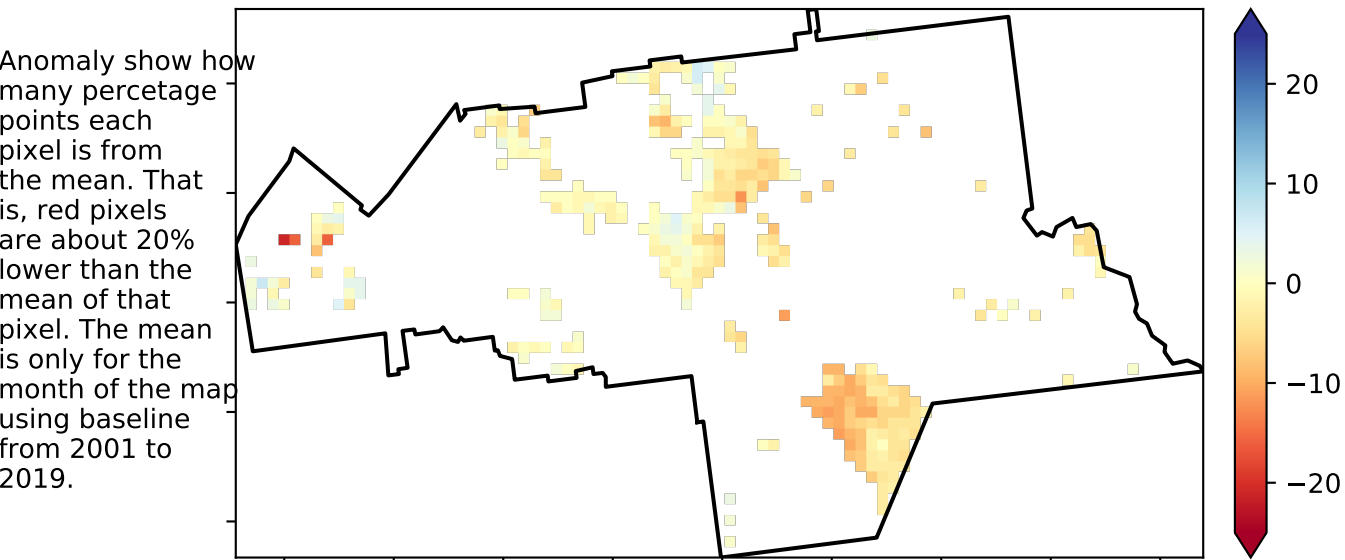 Anomaly show how
many percetage
points each
pixel is from
the mean. That
is, red pixels
are about 20%
lower than the
mean of that
pixel. The mean
is only for the
month of the map
using baseline
from 2001 to
2019.
20
10
0
−10
−20